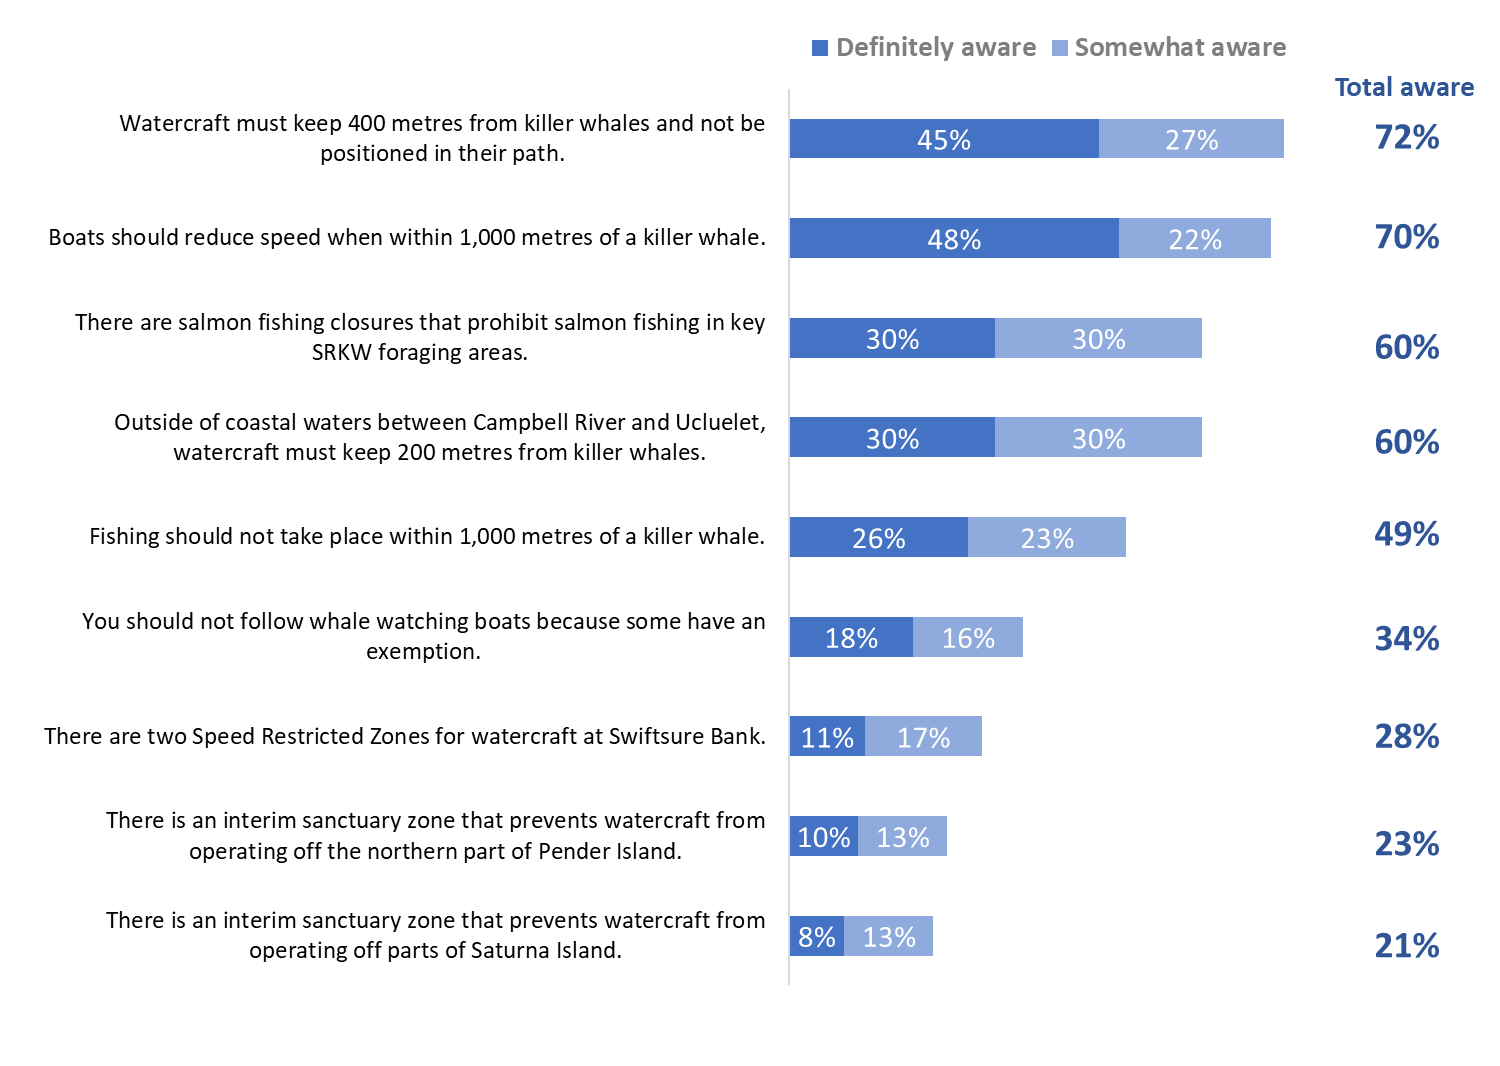 Definitely aware Somewhat aware
Total aware
Watercraft must keep 400 metres from killer whales and not be
positioned in their path.
45% 27% 72%
Boats should reduce speed when within 1,000 metres of a killer whale.
48% 22% 70%
There are salmon fishing closures that prohibit salmon fishing in key
SRKW foraging areas.
30% 30% 60%
Outside of coastal waters between Campbell River and Ucluelet,
watercraft must keep 200 metres from killer whales.
30% 30% 60%
Fishing should not take place within 1,000 metres of a killer whale.
26% 23% 49%
You should not follow whale watching boats because some have an
exemption.
18% 16% 34%
There are two Speed Restricted Zones for watercraft at Swiftsure Bank.
11% 17% 28%
There is an interim sanctuary zone that prevents watercraft from
operating off the northern part of Pender Island.
10% 13% 23%
There is an interim sanctuary zone that prevents watercraft from
operating off parts of Saturna Island.
8% 13% 21%